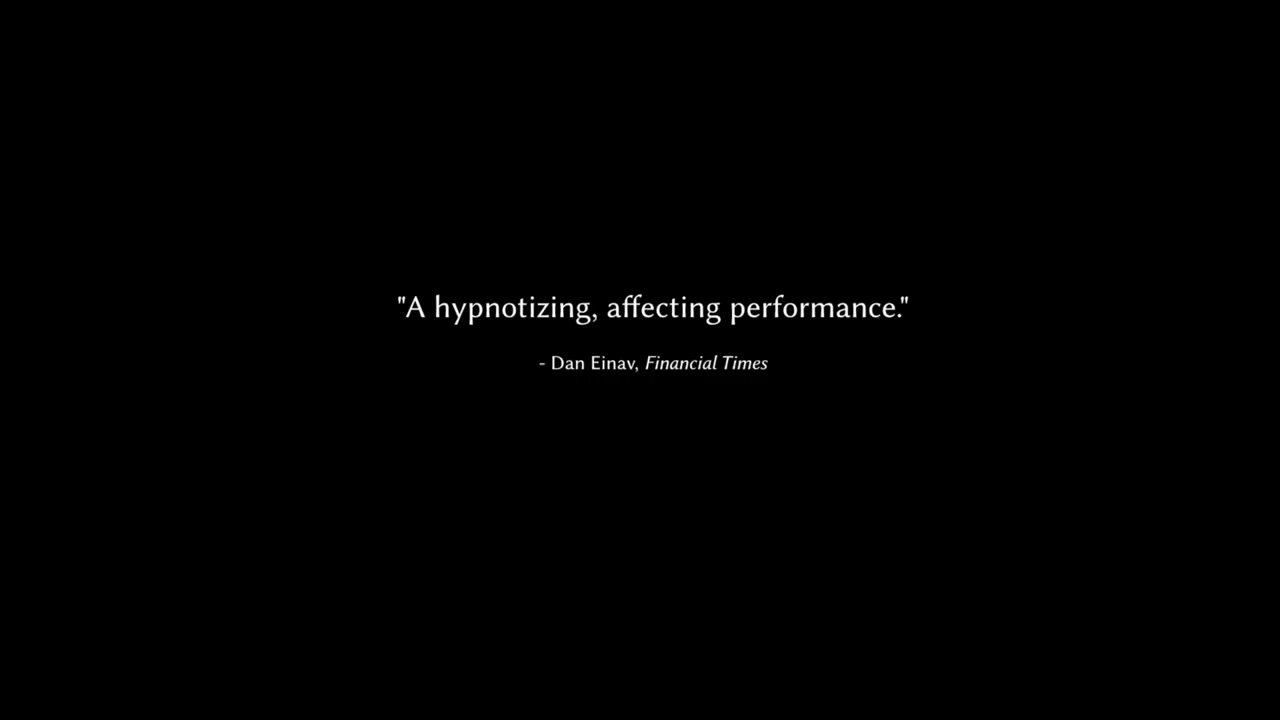 "A hypnotizing, affecting performance."
- Dan Einav, Financial Times